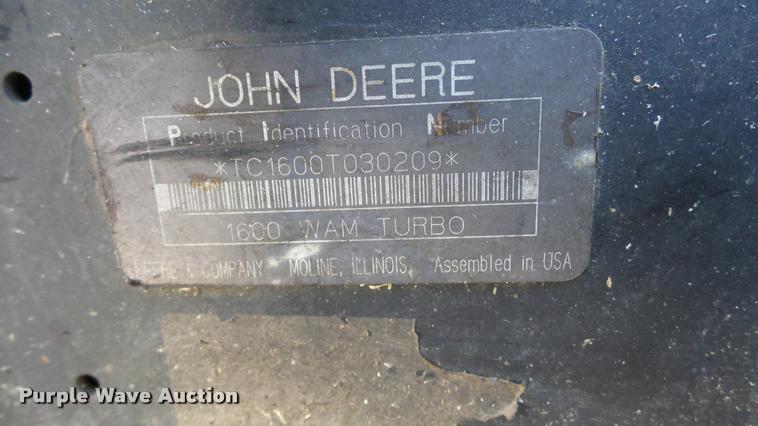 JOHN DEERE
Product Identification Number
*TC1600T030209*
1600 WAM TURBO
DEERE & COMPANY MOLINE, ILLINOIS, Assembled in USA
Purple Wave Auction